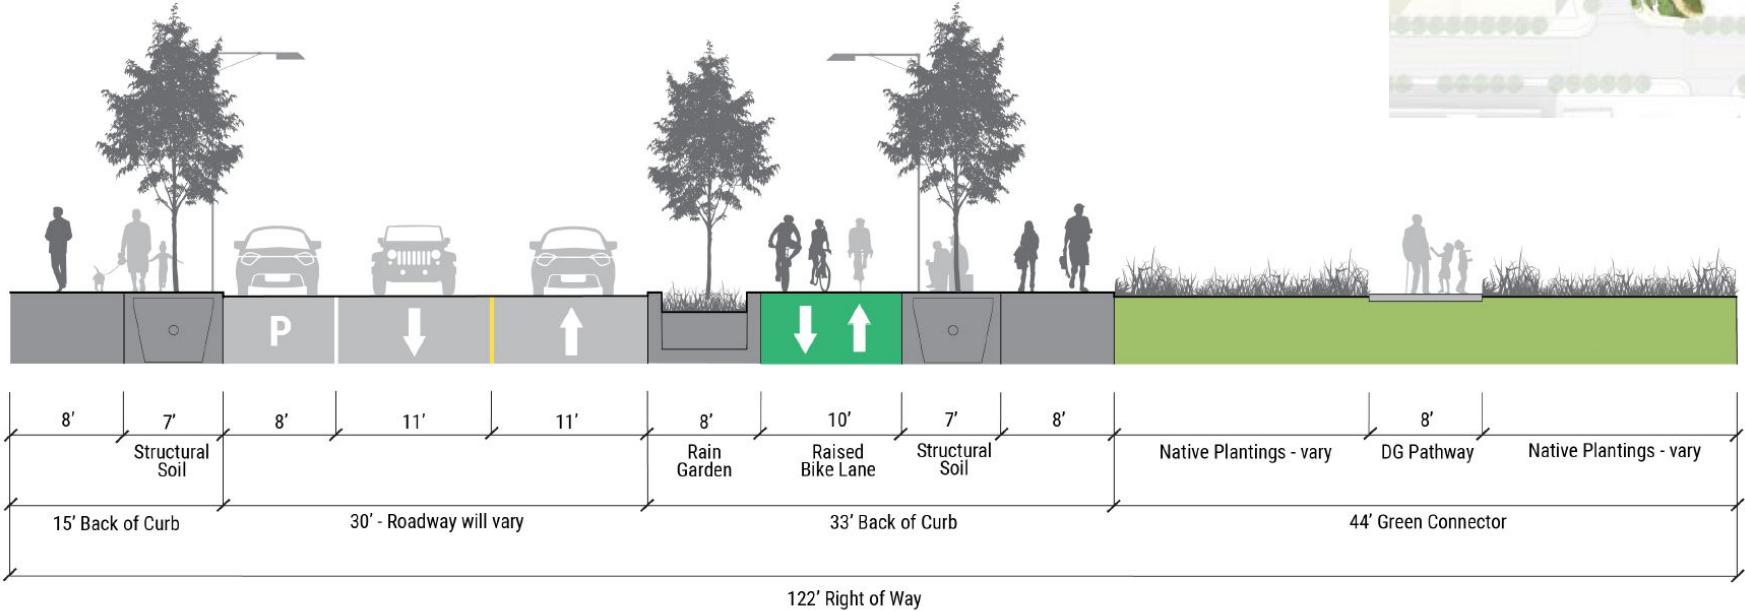 P
8’ 7’ 8’ 11’ 11’ 8’ 10’ 7’ 8’ 8’
Structural
Soil
Rain
Garden
Raised
Bike Lane
Structural
Soil
Native Plantings - vary
DG Pathway
Native Plantings - vary
15’ Back of Curb
30’ - Roadway will vary
33’ Back of Curb
44’ Green Connector
122’ Right of Way